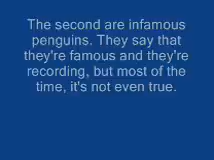 The second are infamous
penguins. They say that
they're famous and they're
recording, but most of the
time, it's not even true.